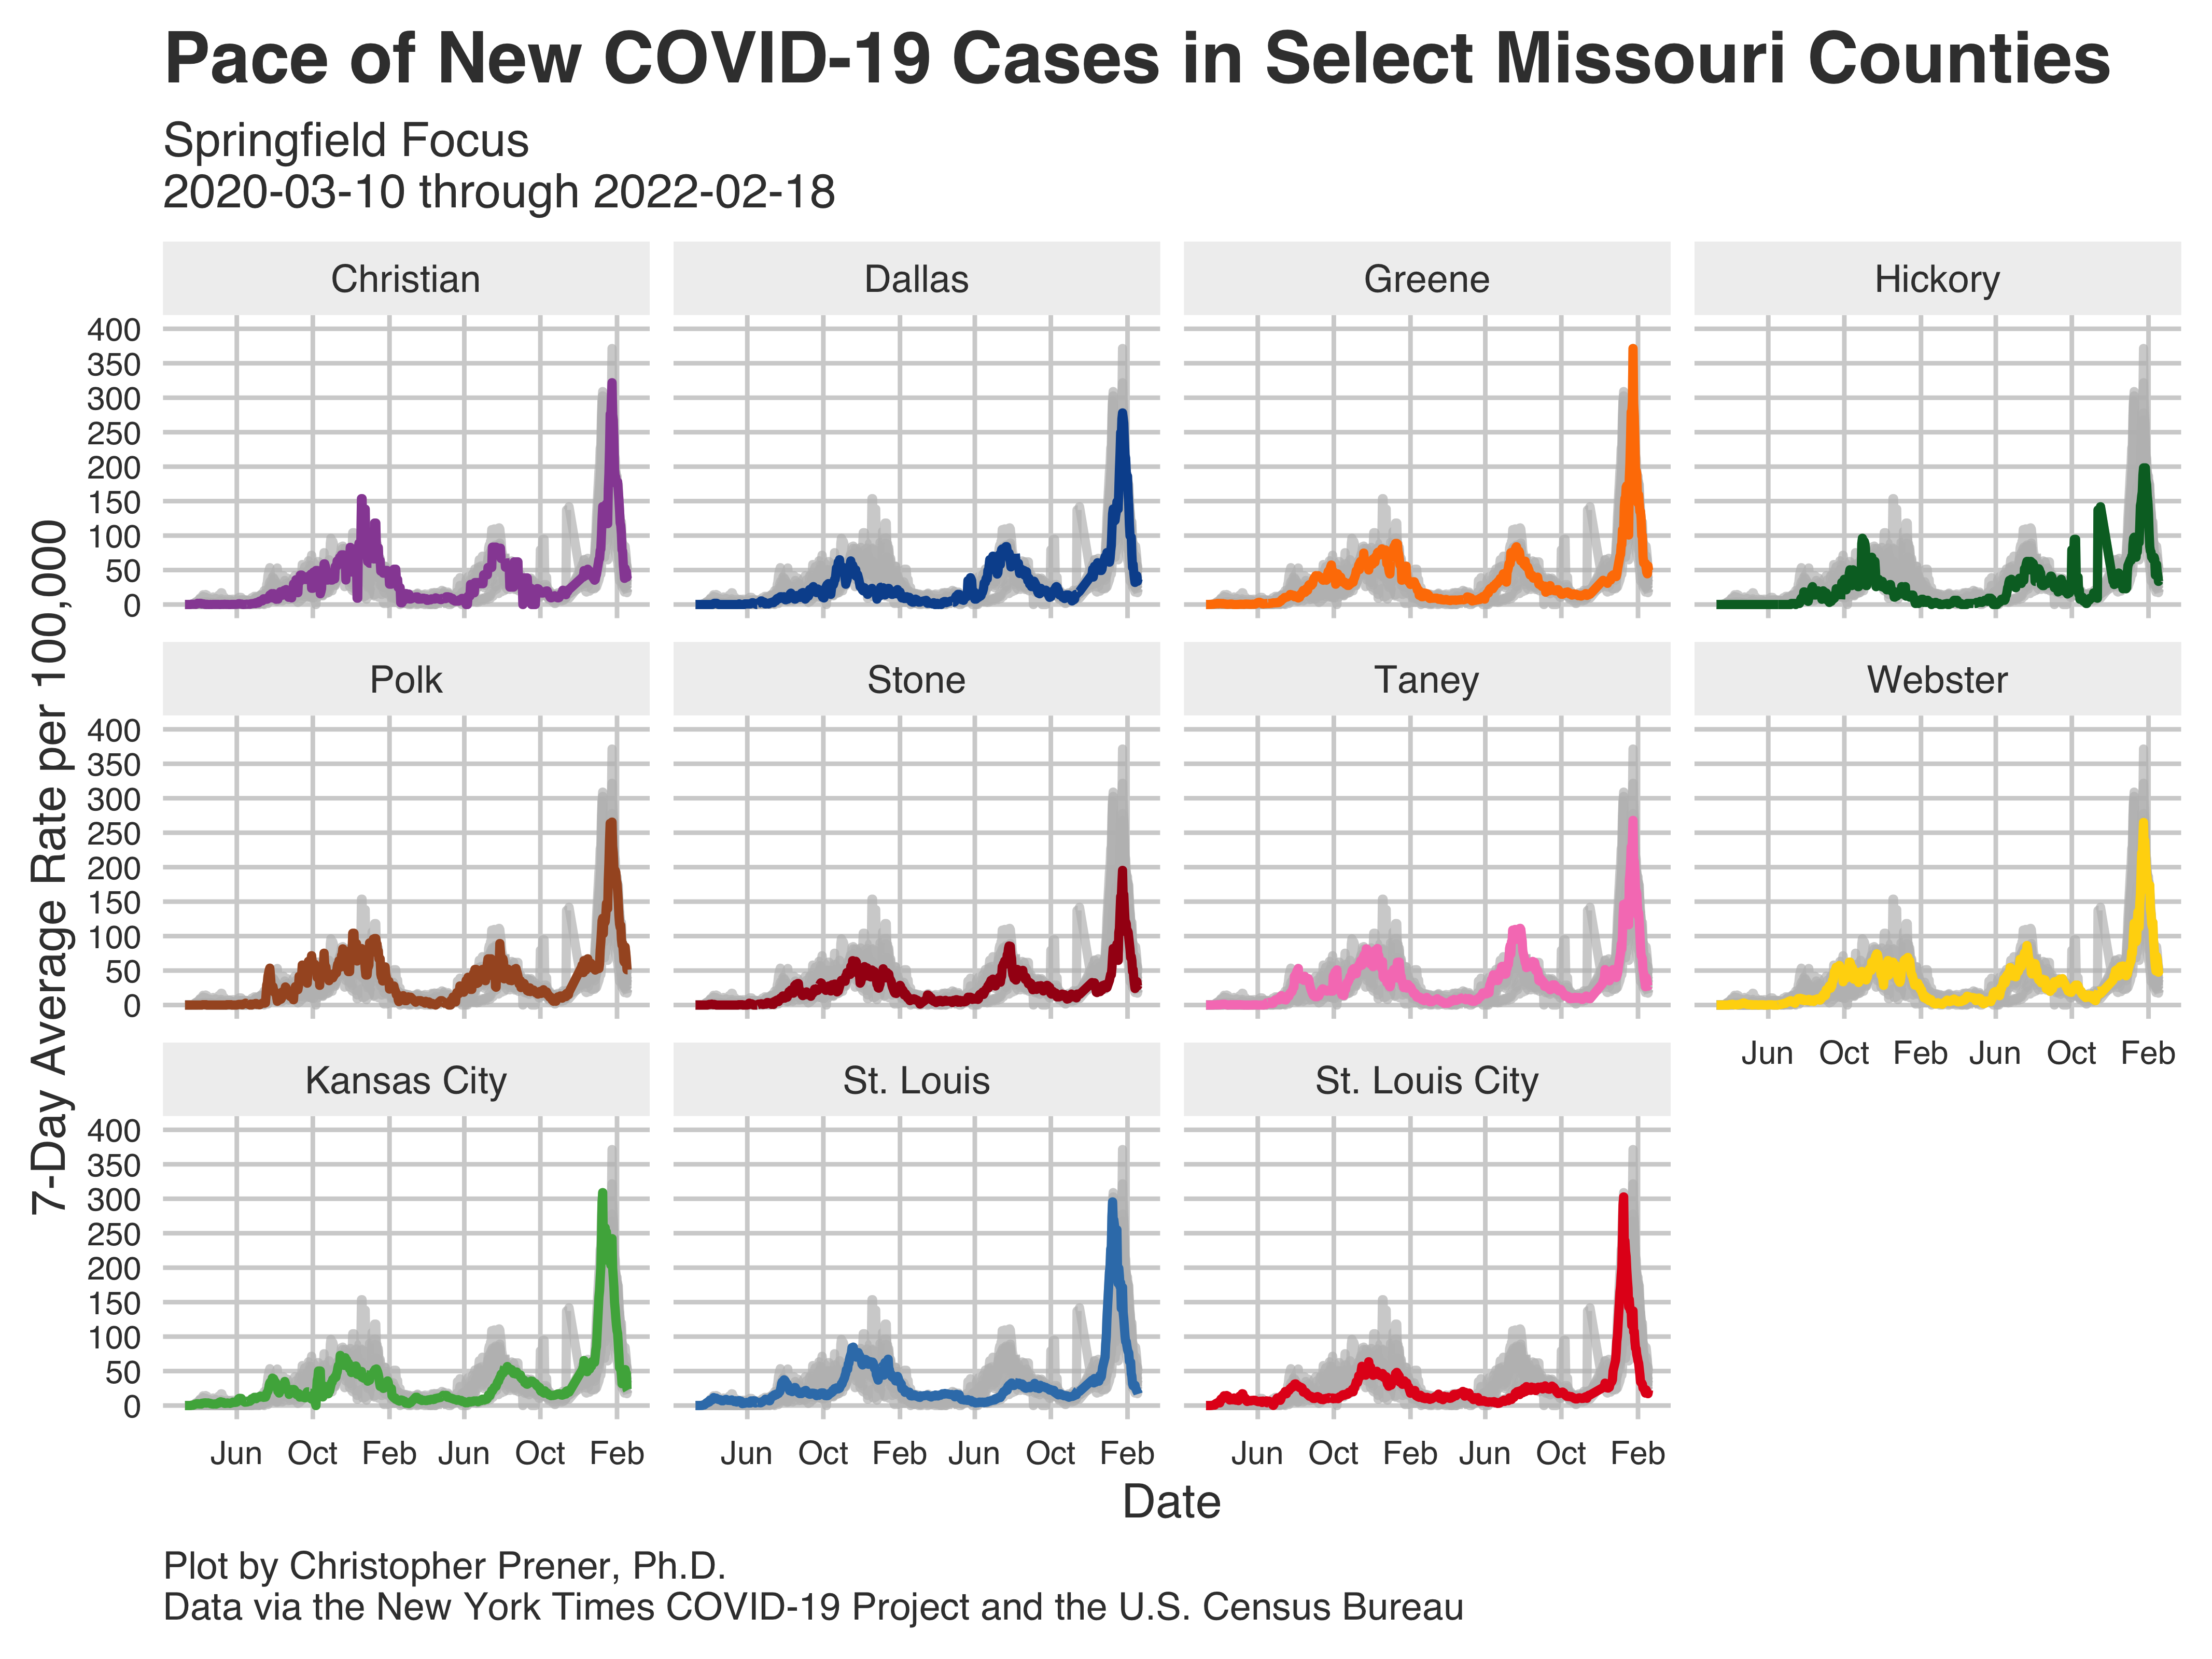 Pace of New COVID-19 Cases in Select Missouri Counties
Springfield Focus
2020-03-10 through 2022-02-18
7-Day Average Rate per 100,000
Christian
Dallas
Greene
Hickory
400
350
300
250
200
150
100
50
0
Polk
Stone
Taney
Webster
400
350
300
250
200
150
100
50
0
Jun Oct Feb Jun Oct Feb
Kansas City
St. Louis
St. Louis City
400
350
300
250
200
150
100
50
0
Jun Oct Feb Jun Oct Feb
Jun Oct Feb Jun Oct Feb
Jun Oct Feb Jun Oct Feb
Date
Plot by Christopher Prener, Ph.D.
Data via the New York Times COVID-19 Project and the U.S. Census Bureau